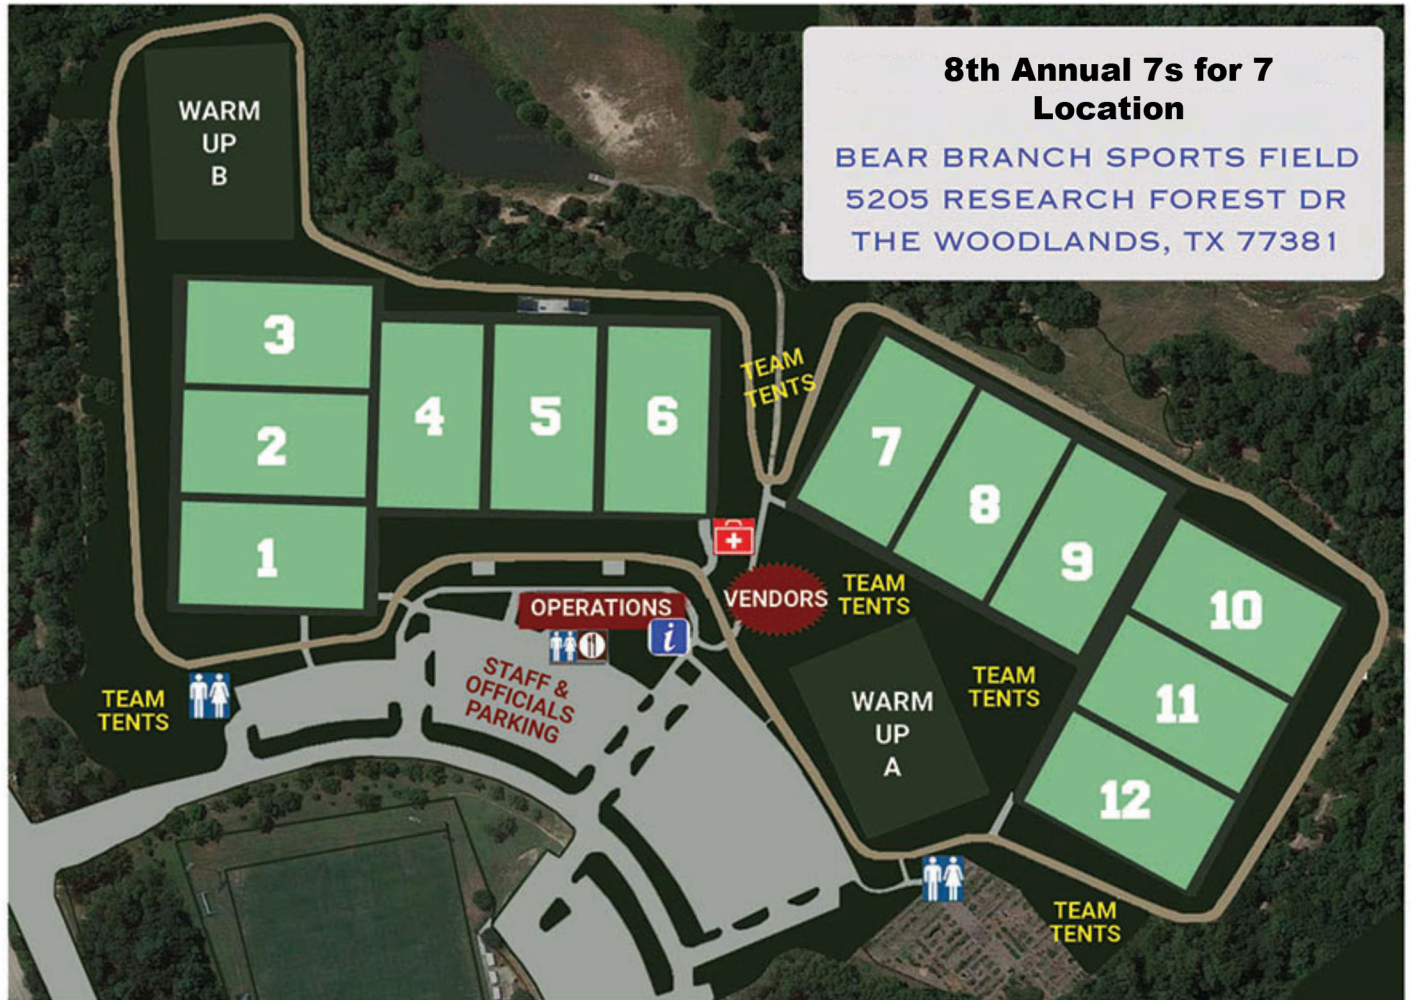 8th Annual 7s for 7
Location
BEAR BRANCH SPORTS FIELD
5205 RESEARCH FOREST DR
THE WOODLANDS, TX 77381
WARM
UP
B
3
2
1
4
5
6
TEAM
TENTS
7
8
9
10
11
12
OPERATIONS
i
VENDORS
TEAM
TENTS
STAFF &
OFFICIALS
PARKING
TEAM
TENTS
TEAM
TENTS
WARM
UP
A
TEAM
TENTS